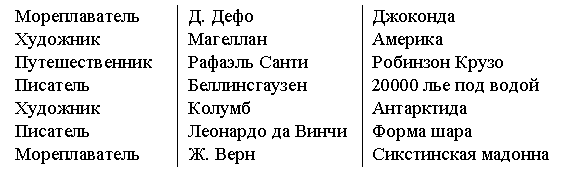 Мореплаватель Д. Дефо Джоконда
Художник Магеллан Америка
Путешественник Рафаэль Санти Робинзон Крузо
Писатель Беллинсгаузен 20000 лье под водой
Художник Колумб Антарктида
Писатель Леонардо да Винчи Форма шара
Мореплаватель Ж. Верн Сикстинская мадонна